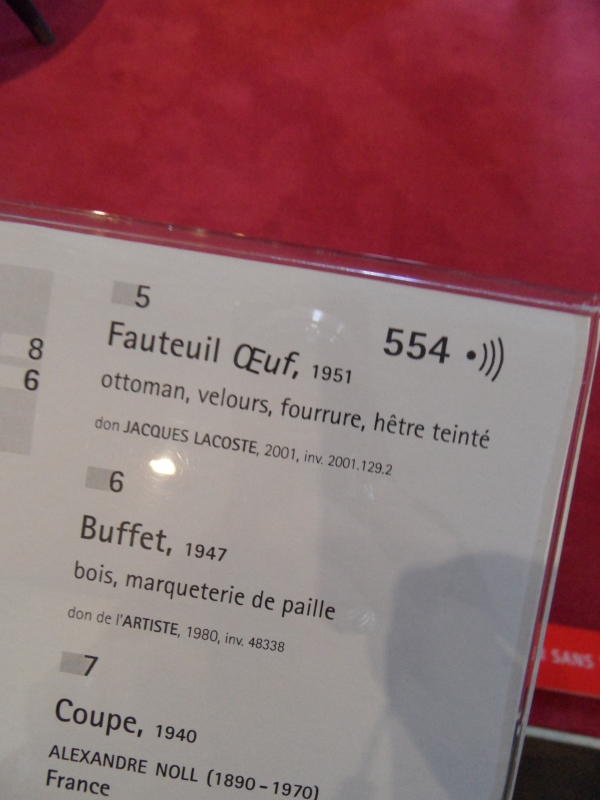 8
6
5
Fauteuil Œuf, 1951
554
ottoman, velours, fourrure, hêtre teinté
don JACQUES LACOSTE, 2001, inv. 2001.129.2
6
Buffet, 1947
bois, marqueterie de paille
don de l'ARTISTE, 1980, inv. 48338
7
Coupe, 1940
ALEXANDRE NOLL (1890-1970)
France
SANS